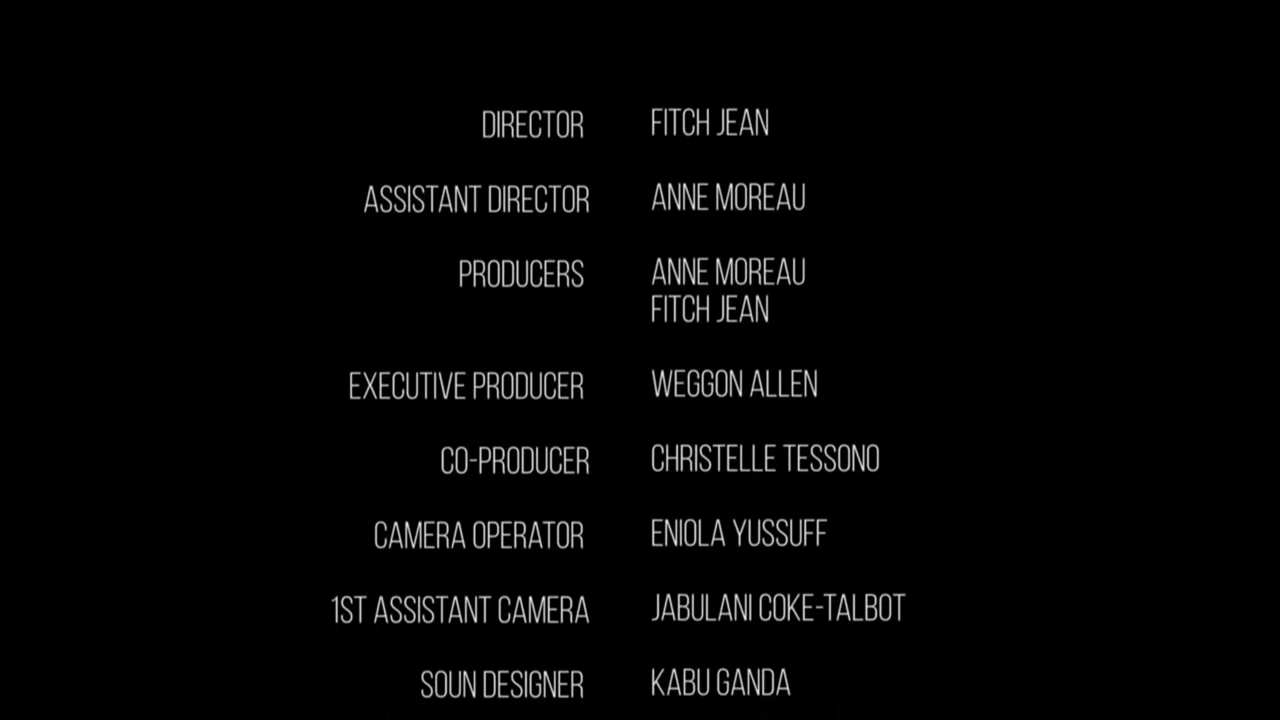 DIRECTOR FITCH JEAN
ASSISTANT DIRECTOR ANNE MOREAU
PRODUCERS ANNE MOREAU
FITCH JEAN
EXECUTIVE PRODUCER WEGGON ALLEN
CO-PRODUCER CHRISTELLE TESSONO
CAMERA OPERATOR ENIOLA YUSSUFF
1ST ASSISTANT CAMERA JABULANI COKE-TALBOT
SOUN DESIGNER KABU GANDA